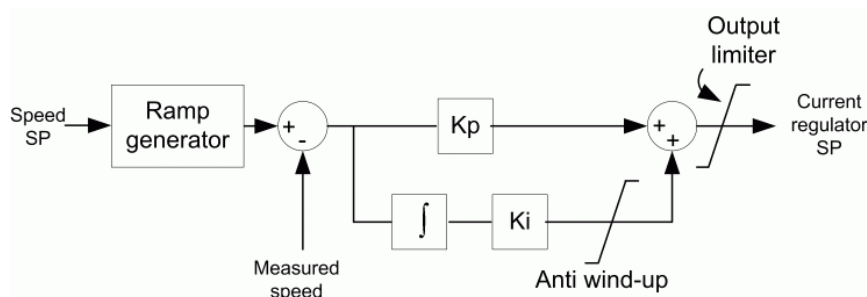 Output
limiter
Speed
SP
Ramp
generator
+
-
Kp
+
+
Current
regulator
SP
∫
Ki
Measured
speed
Anti wind-up